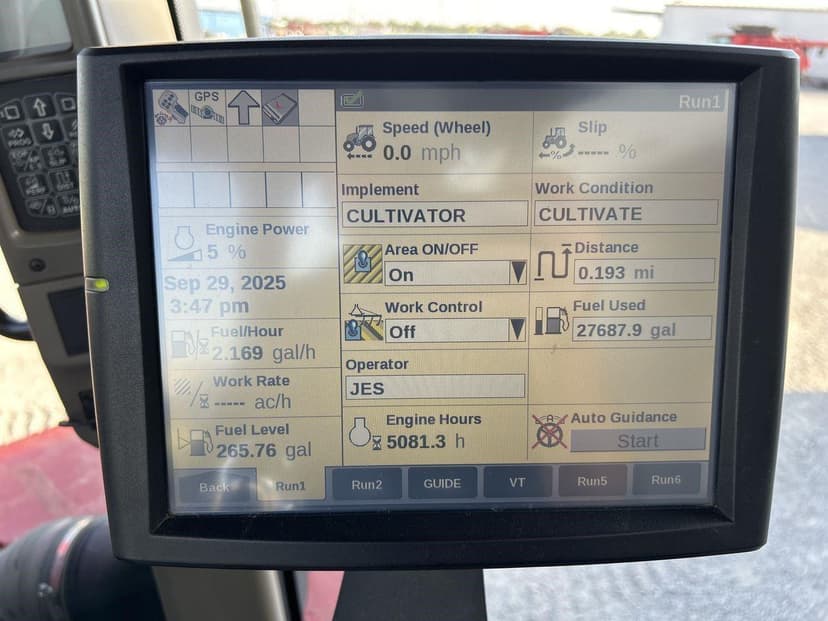 GPS
Run1
Speed (Wheel)
0.0 mph
Slip
----- %
Implement
CULTIVATOR
Work Condition
CULTIVATE
Engine Power
5 %
Area ON/OFF
On
Distance
0.193 mi
Sep 29, 2025
3:47 pm
Work Control
Off
Fuel Used
27687.9 gal
Fuel/Hour
2.169 gal/h
Operator
JES
Work Rate
----- ac/h
Engine Hours
5081.3 h
Auto Guidance
Start
Fuel Level
265.76 gal
Back
Run1
Run2
GUIDE
VT
Run5
Run6
PROG